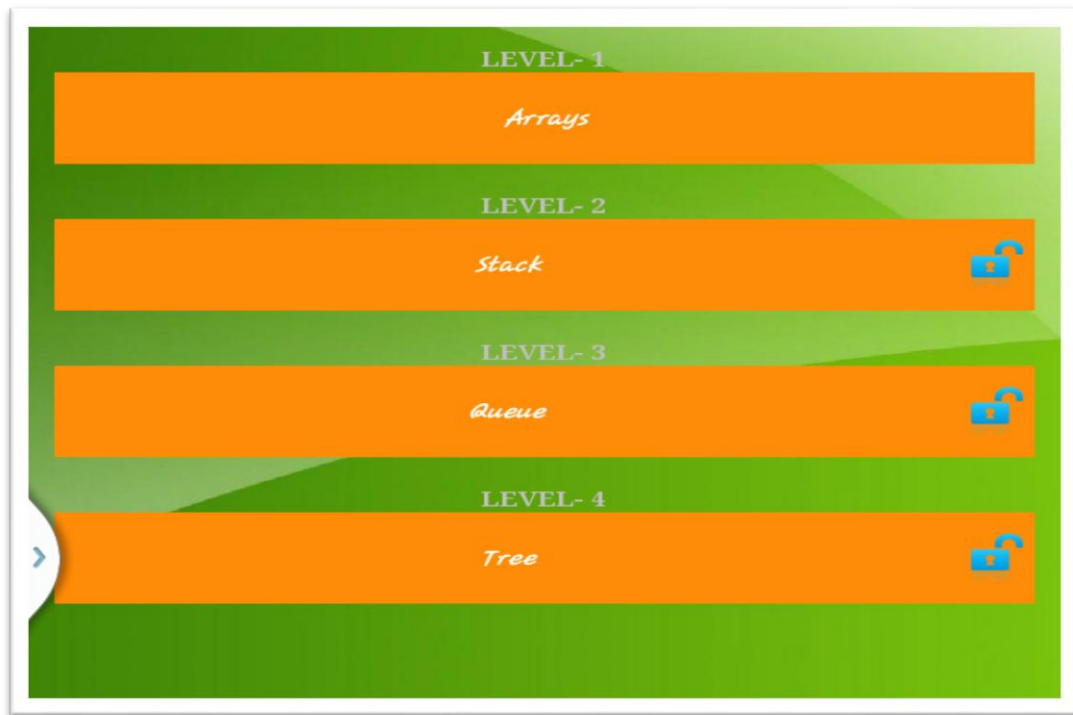 LEVEL- 1
Arrays
LEVEL- 2
Stack
LEVEL- 3
Queue
LEVEL- 4
Tree